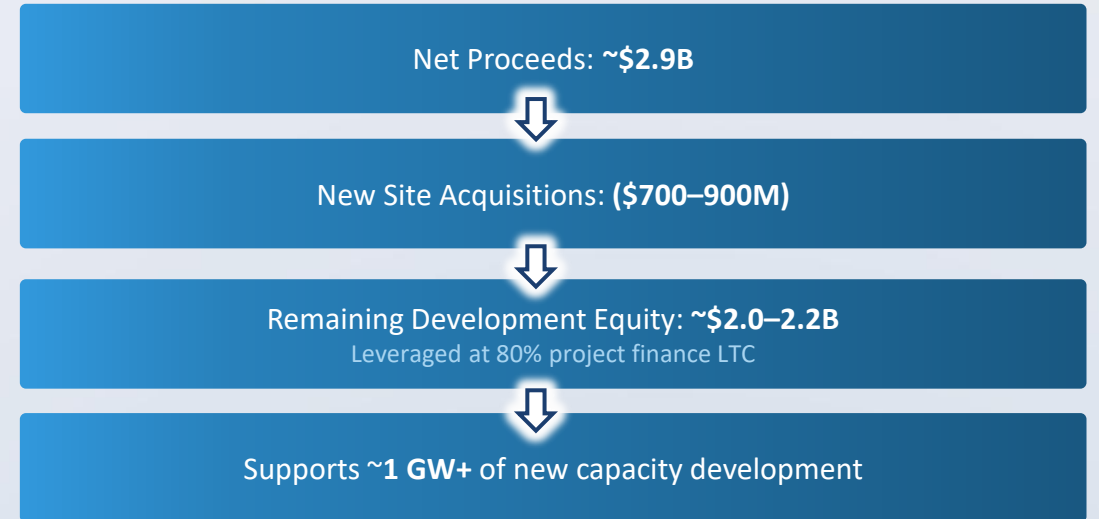 Net Proceeds: ~$2.9B
New Site Acquisitions: ($700–900M)
Remaining Development Equity: ~$2.0–2.2B
Leveraged at 80% project finance LTC
Supports ~1 GW+ of new capacity development